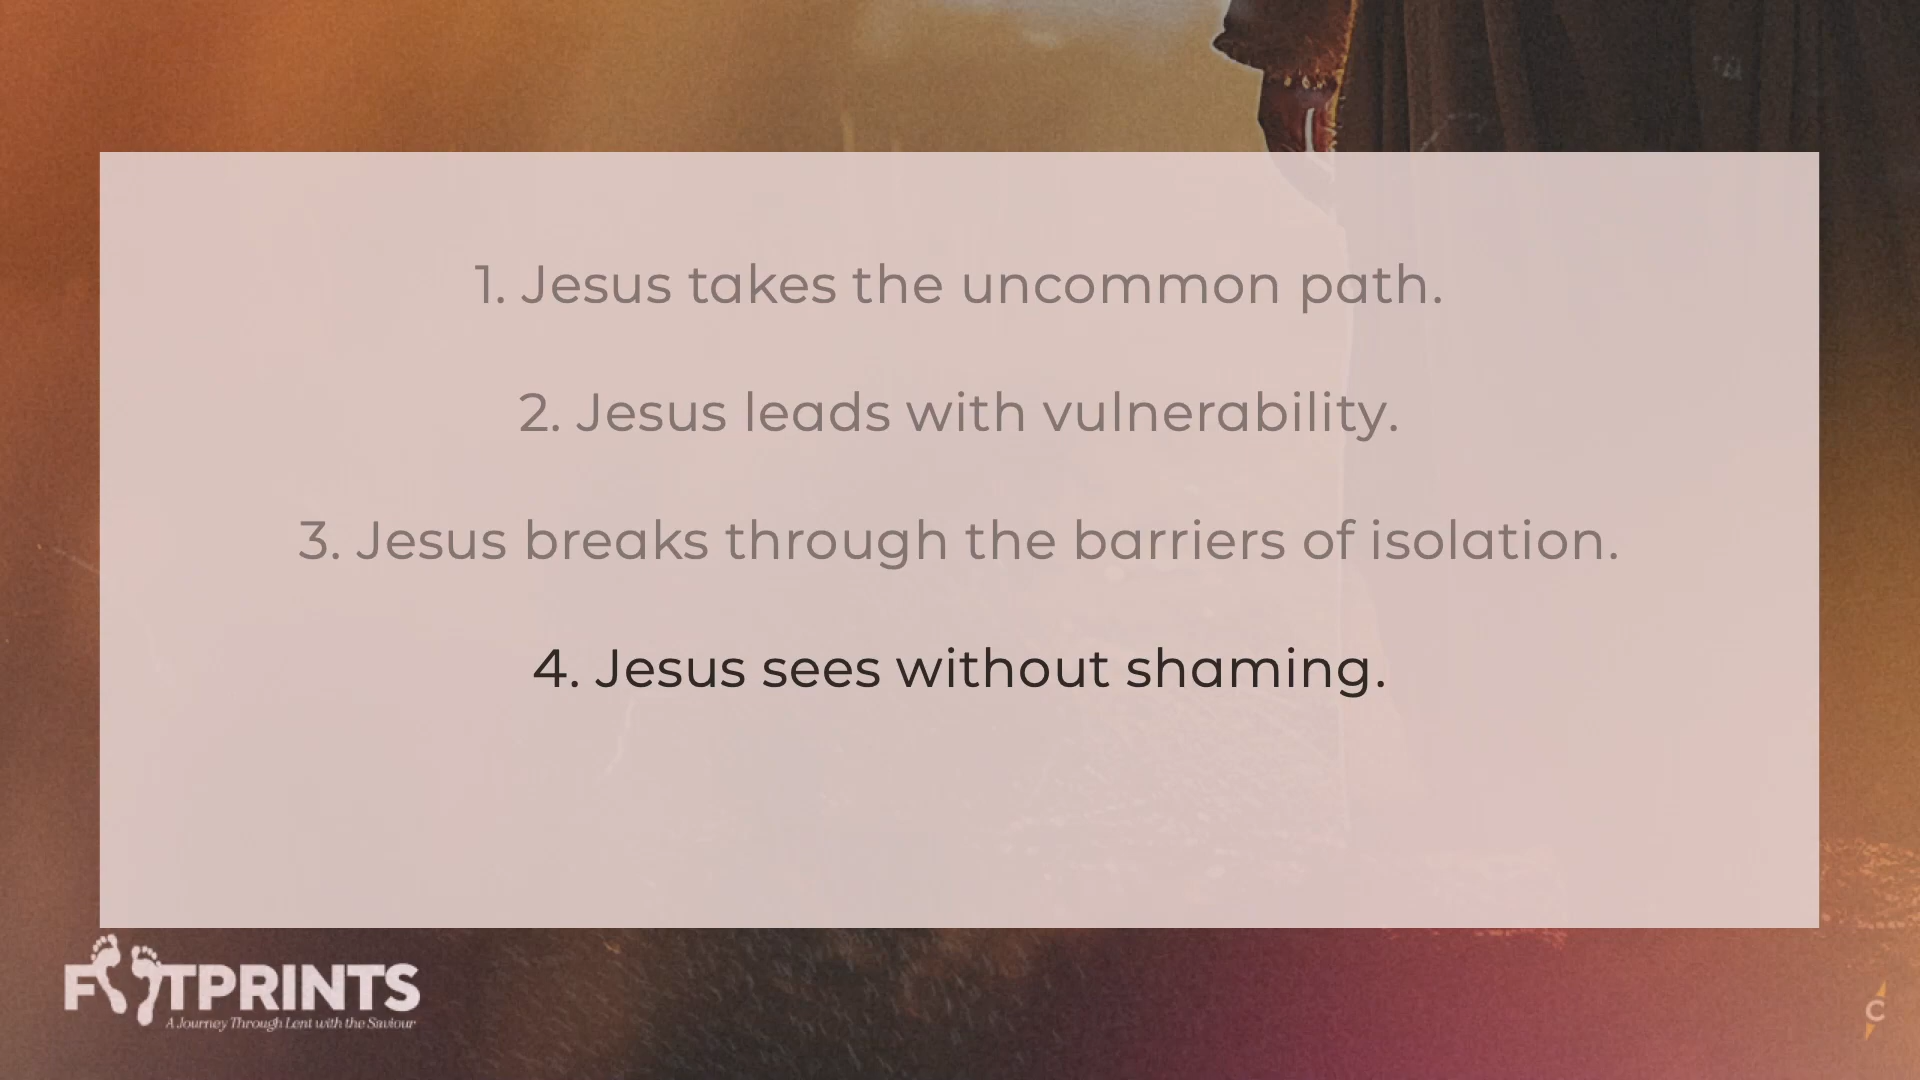 1. Jesus takes the uncommon path.
2. Jesus leads with vulnerability.
3. Jesus breaks through the barriers of isolation.
4. Jesus sees without shaming.
FOOTPRINTS
A Journey Through Lent with the Saviour
C